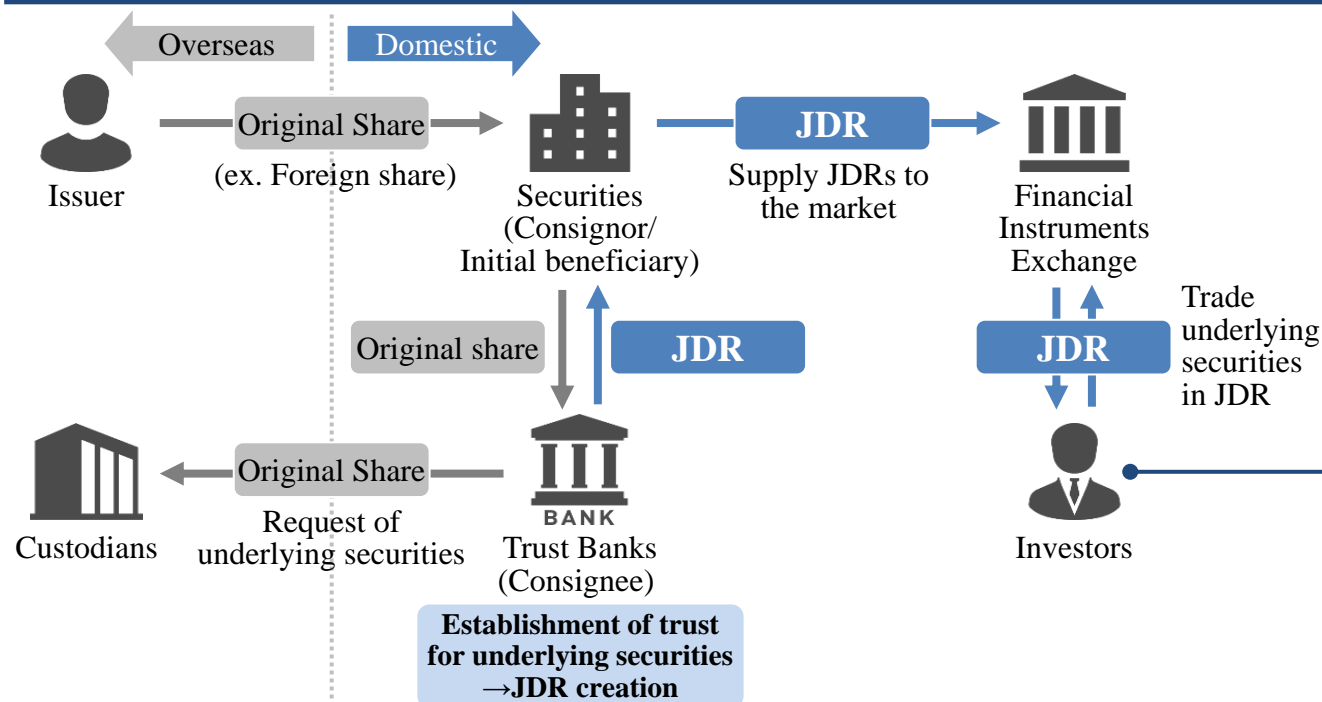 Overseas
Domestic
Original Share
(ex. Foreign share)
Issuer
Securities
(Consignor/
Initial beneficiary)
JDR
Supply JDRs to
the market
Financial
Instruments
Exchange
Original share
JDR
JDR
Trade
underlying
securities
in JDR
Original Share
Request of
underlying securities
Custodians
BANK
Trust Banks
(Consignee)
Investors
Establishment of trust
for underlying securities
→JDR creation